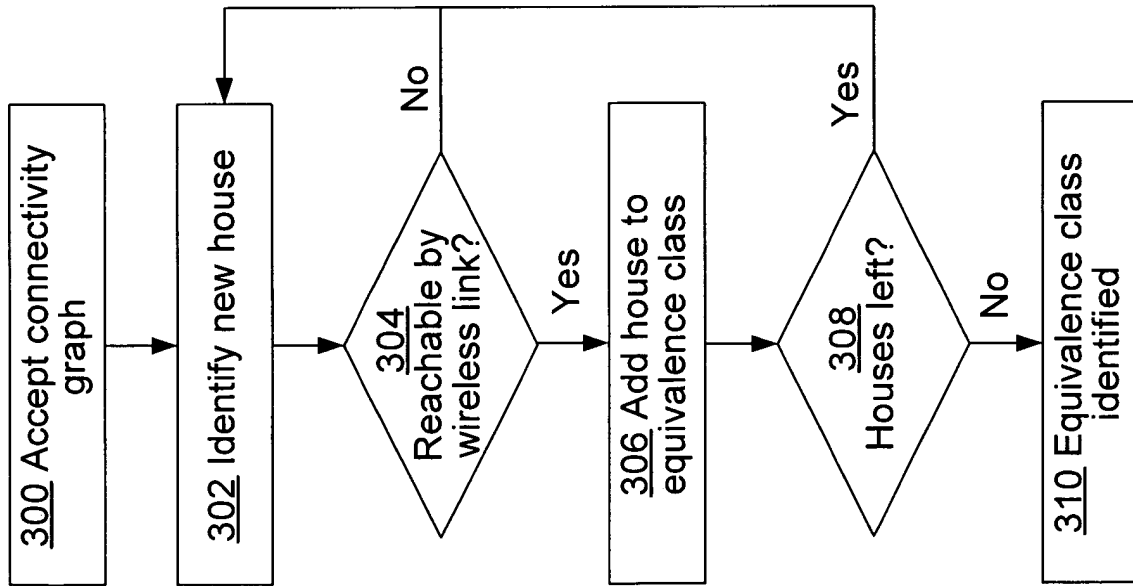 300 Accept connectivity
graph
302 Identify new house
304
Reachable by
wireless link?
No
Yes
306 Add house to
equivalence class
308
Houses left?
Yes
No
310 Equivalence class
identified